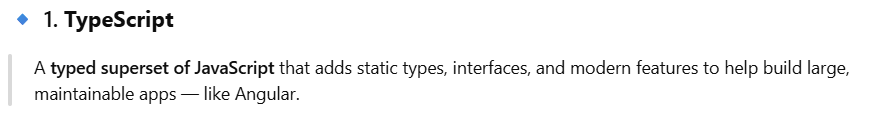 1. TypeScript
A typed superset of JavaScript that adds static types, interfaces, and modern features to help build large,
maintainable apps — like Angular.